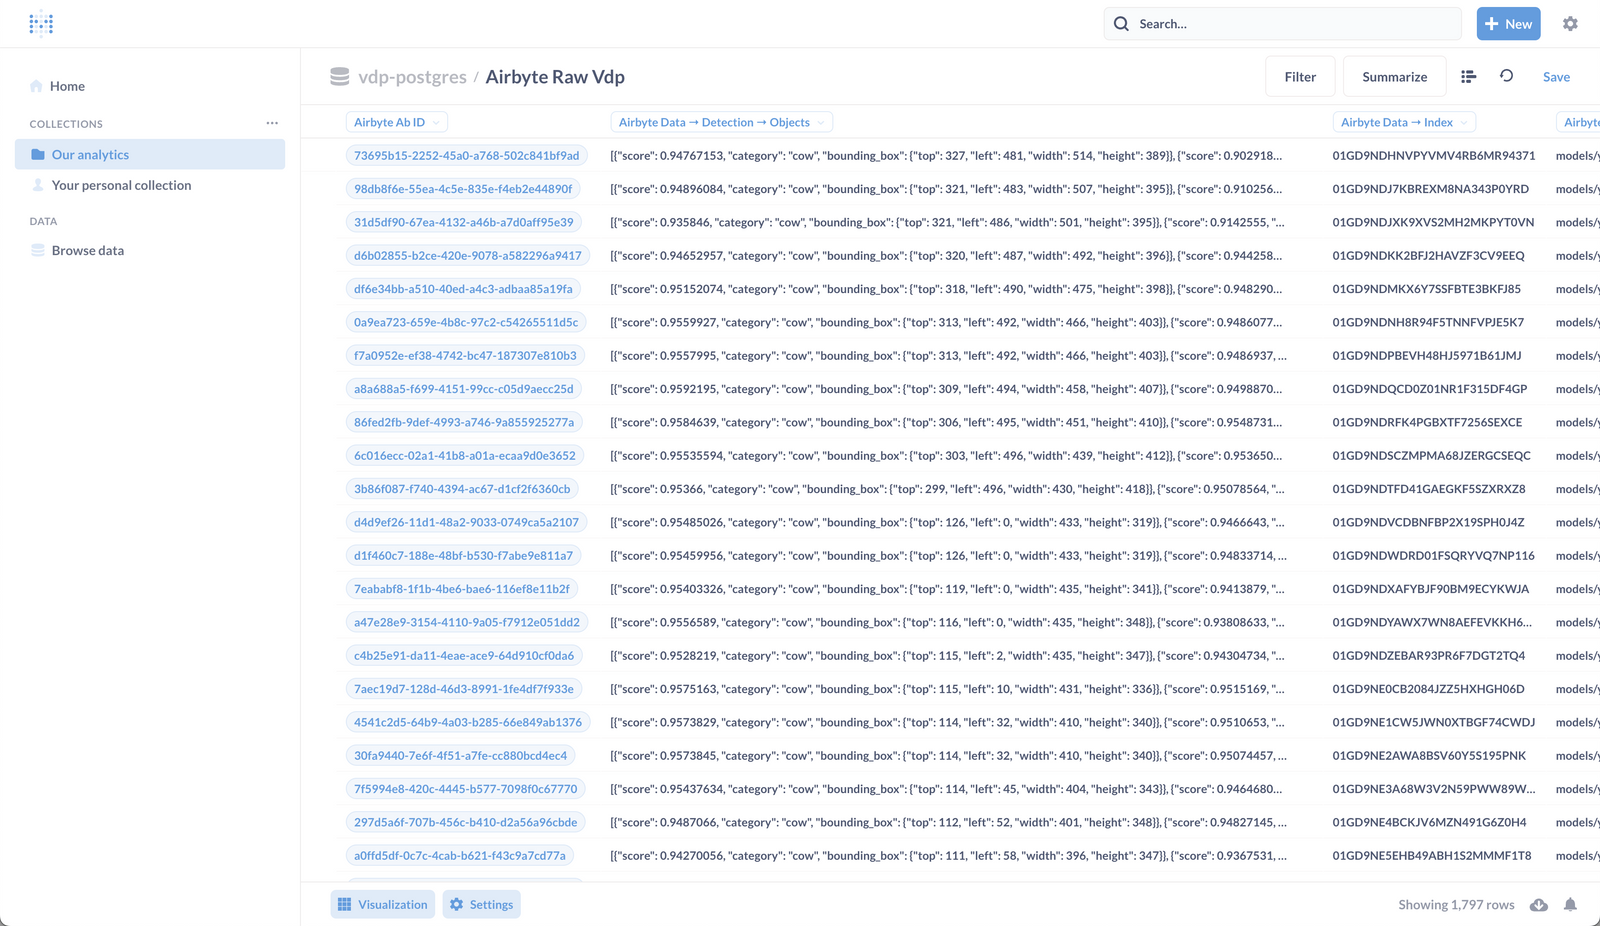 Search...
New
Home
COLLECTIONS
Our analytics
Your personal collection
DATA
Browse data
vdp-postgres / Airbyte Raw Vdp
Filter
Summarize
Save
Airbyte Ab ID
Airbyte Data → Detection → Objects
Airbyte Data → Index
Airbyte
73695b15-2252-45a0-a768-502c841bf9ad [{"score": 0.94767153, "category": "cow", "bounding_box": {"top": 327, "left": 481, "width": 514, "height": 389}}, {"score": 0.902918... 01GD9NDHNVPYVMV4RB6MR94371 models/y
98db8f6e-55ea-4c5e-835e-f4eb2e44890f [{"score": 0.94896084, "category": "cow", "bounding_box": {"top": 321, "left": 483, "width": 507, "height": 395}}, {"score": 0.910256... 01GD9NDJ7KBREXM8NA343P0YRD models/y
31d5df90-67ea-4132-a46b-a7d0aff95e39 [{"score": 0.935846, "category": "cow", "bounding_box": {"top": 321, "left": 486, "width": 501, "height": 395}}, {"score": 0.9142555, "... 01GD9NDJXK9XVS2MH2MKPYT0VN models/y
d6b02855-b2ce-420e-9078-a582296a9417 [{"score": 0.94652957, "category": "cow", "bounding_box": {"top": 320, "left": 487, "width": 492, "height": 396}}, {"score": 0.944258... 01GD9NDKK2BFJ2HAVZF3CV9EEQ models/y
df6e34bb-a510-40ed-a4c3-adbaa85a19fa [{"score": 0.95152074, "category": "cow", "bounding_box": {"top": 318, "left": 490, "width": 475, "height": 398}}, {"score": 0.948290... 01GD9NDMKX6Y7SSFBTE3BKFJ85 models/y
0a9ea723-659e-4b8c-97c2-c54265511d5c [{"score": 0.9559927, "category": "cow", "bounding_box": {"top": 313, "left": 492, "width": 466, "height": 403}}, {"score": 0.9486077... 01GD9NDNH8R94F5TNNFVPJE5K7 models/y
f7a0952e-ef38-4742-bc47-187307e810b3 [{"score": 0.9557995, "category": "cow", "bounding_box": {"top": 313, "left": 492, "width": 466, "height": 403}}, {"score": 0.9486937, ... 01GD9NDPBEVH48HJ5971B61JMJ models/y
a8a688a5-f699-4151-99cc-c05d9aecc25d [{"score": 0.9592195, "category": "cow", "bounding_box": {"top": 309, "left": 494, "width": 458, "height": 407}}, {"score": 0.9498870... 01GD9NDQCD0Z01NR1F315DF4GP models/y
86fed2fb-9def-4993-a746-9a855925277a [{"score": 0.9584639, "category": "cow", "bounding_box": {"top": 306, "left": 495, "width": 451, "height": 410}}, {"score": 0.9548731... 01GD9NDRFK4PGBXTF7256SEXCE models/y
6c016ecc-02a1-41b8-a01a-ecaa9d0e3652 [{"score": 0.95535594, "category": "cow", "bounding_box": {"top": 303, "left": 496, "width": 439, "height": 412}}, {"score": 0.953650... 01GD9NDSCZMPMA68JZERGCSEQC models/y
3b86f087-f740-4394-ac67-d1cf2f6360cb [{"score": 0.95366, "category": "cow", "bounding_box": {"top": 299, "left": 496, "width": 430, "height": 418}}, {"score": 0.95078564, "... 01GD9NDTFD41GAEGKF5SZXRXZ8 models/y
d4d9ef26-11d1-48a2-9033-0749ca5a2107 [{"score": 0.95485026, "category": "cow", "bounding_box": {"top": 126, "left": 0, "width": 433, "height": 319}}, {"score": 0.9466643, "... 01GD9NDVCDBNFBP2X19SPH0J4Z models/y
d1f460c7-188e-48bf-b530-f7abe9e811a7 [{"score": 0.95459956, "category": "cow", "bounding_box": {"top": 126, "left": 0, "width": 433, "height": 319}}, {"score": 0.94833714, ... 01GD9NDWDRD01FSQRYVQ7NP116 models/y
7eababf8-1f1b-4be6-bae6-116ef8e11b2f [{"score": 0.95403326, "category": "cow", "bounding_box": {"top": 119, "left": 0, "width": 435, "height": 341}}, {"score": 0.9413879, "... 01GD9NDXAFYBJF90BM9ECYKWJA models/y
a47e28e9-3154-4110-9a05-f7912e051dd2 [{"score": 0.9556589, "category": "cow", "bounding_box": {"top": 116, "left": 0, "width": 435, "height": 348}}, {"score": 0.93808633, "... 01GD9NDYAWX7WN8AEFEVKKH6... models/y
c4b25e91-da11-4eae-ace9-64d910cf0da6 [{"score": 0.9528219, "category": "cow", "bounding_box": {"top": 115, "left": 2, "width": 435, "height": 347}}, {"score": 0.94304734, "... 01GD9NDZEBAR93PR6F7DGT2TQ4 models/y
7aec19d7-128d-46d3-8991-1fe4df7f933e [{"score": 0.9575163, "category": "cow", "bounding_box": {"top": 115, "left": 10, "width": 431, "height": 336}}, {"score": 0.9515169, "... 01GD9NE0CB2084JZZ5HXHGH06D models/y
4541c2d5-64b9-4a03-b285-66e849ab1376 [{"score": 0.9573829, "category": "cow", "bounding_box": {"top": 114, "left": 32, "width": 410, "height": 340}}, {"score": 0.9510653, "... 01GD9NE1CW5JWN0XTBGF74CWDJ models/y
30fa9440-7e6f-4f51-a7fe-cc880bcd4ec4 [{"score": 0.9573845, "category": "cow", "bounding_box": {"top": 114, "left": 32, "width": 410, "height": 340}}, {"score": 0.95074457, ... 01GD9NE2AWA8BSV60Y5S195PNK models/y
7f5994e8-420c-4445-b577-7098f0c67770 [{"score": 0.95437634, "category": "cow", "bounding_box": {"top": 114, "left": 45, "width": 404, "height": 343}}, {"score": 0.9464680... 01GD9NE3A68W3V2N59PWW89W... models/y
297d5a6f-707b-456c-b410-d2a56a96cbde [{"score": 0.9487066, "category": "cow", "bounding_box": {"top": 112, "left": 52, "width": 401, "height": 348}}, {"score": 0.94827145, ... 01GD9NE4BCKJV6MZN491G6Z0H4 models/y
a0ffd5df-0c7c-4cab-b621-f43c9a7cd77a [{"score": 0.94270056, "category": "cow", "bounding_box": {"top": 111, "left": 58, "width": 396, "height": 347}}, {"score": 0.9367531, ... 01GD9NE5EHB49ABH1S2MMMF1T8 models/y
Visualization
Settings
Showing 1,797 rows